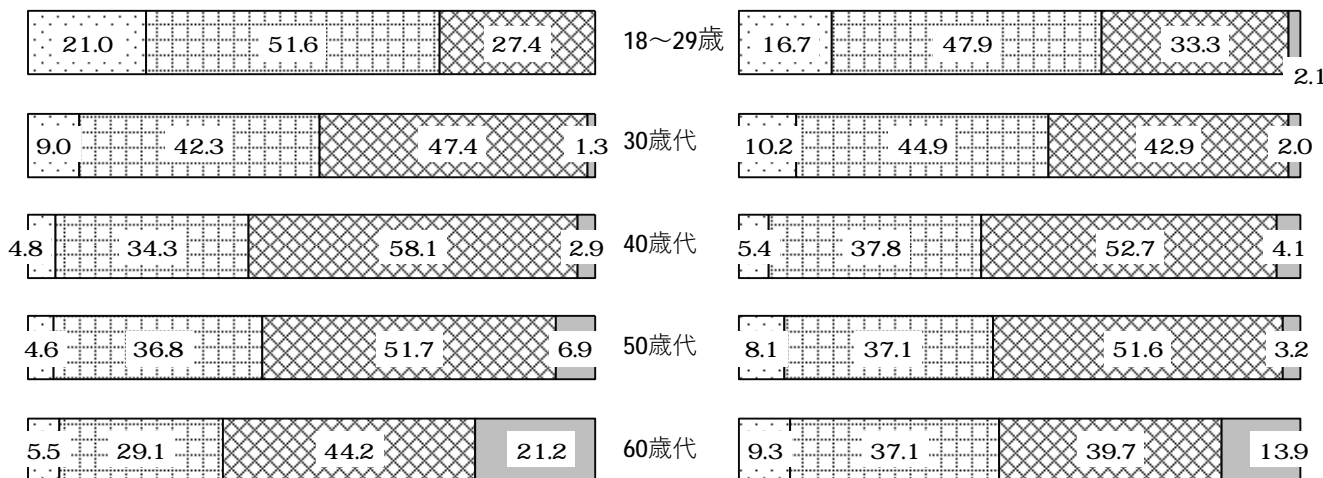 21.0 51.6 27.4 18～29歳 16.7 47.9 33.3 2.1
9.0 42.3 47.4 1.3 30歳代 10.2 44.9 42.9 2.0
4.8 34.3 58.1 2.9 40歳代 5.4 37.8 52.7 4.1
4.6 36.8 51.7 6.9 50歳代 8.1 37.1 51.6 3.2
5.5 29.1 44.2 21.2 60歳代 9.3 37.1 39.7 13.9